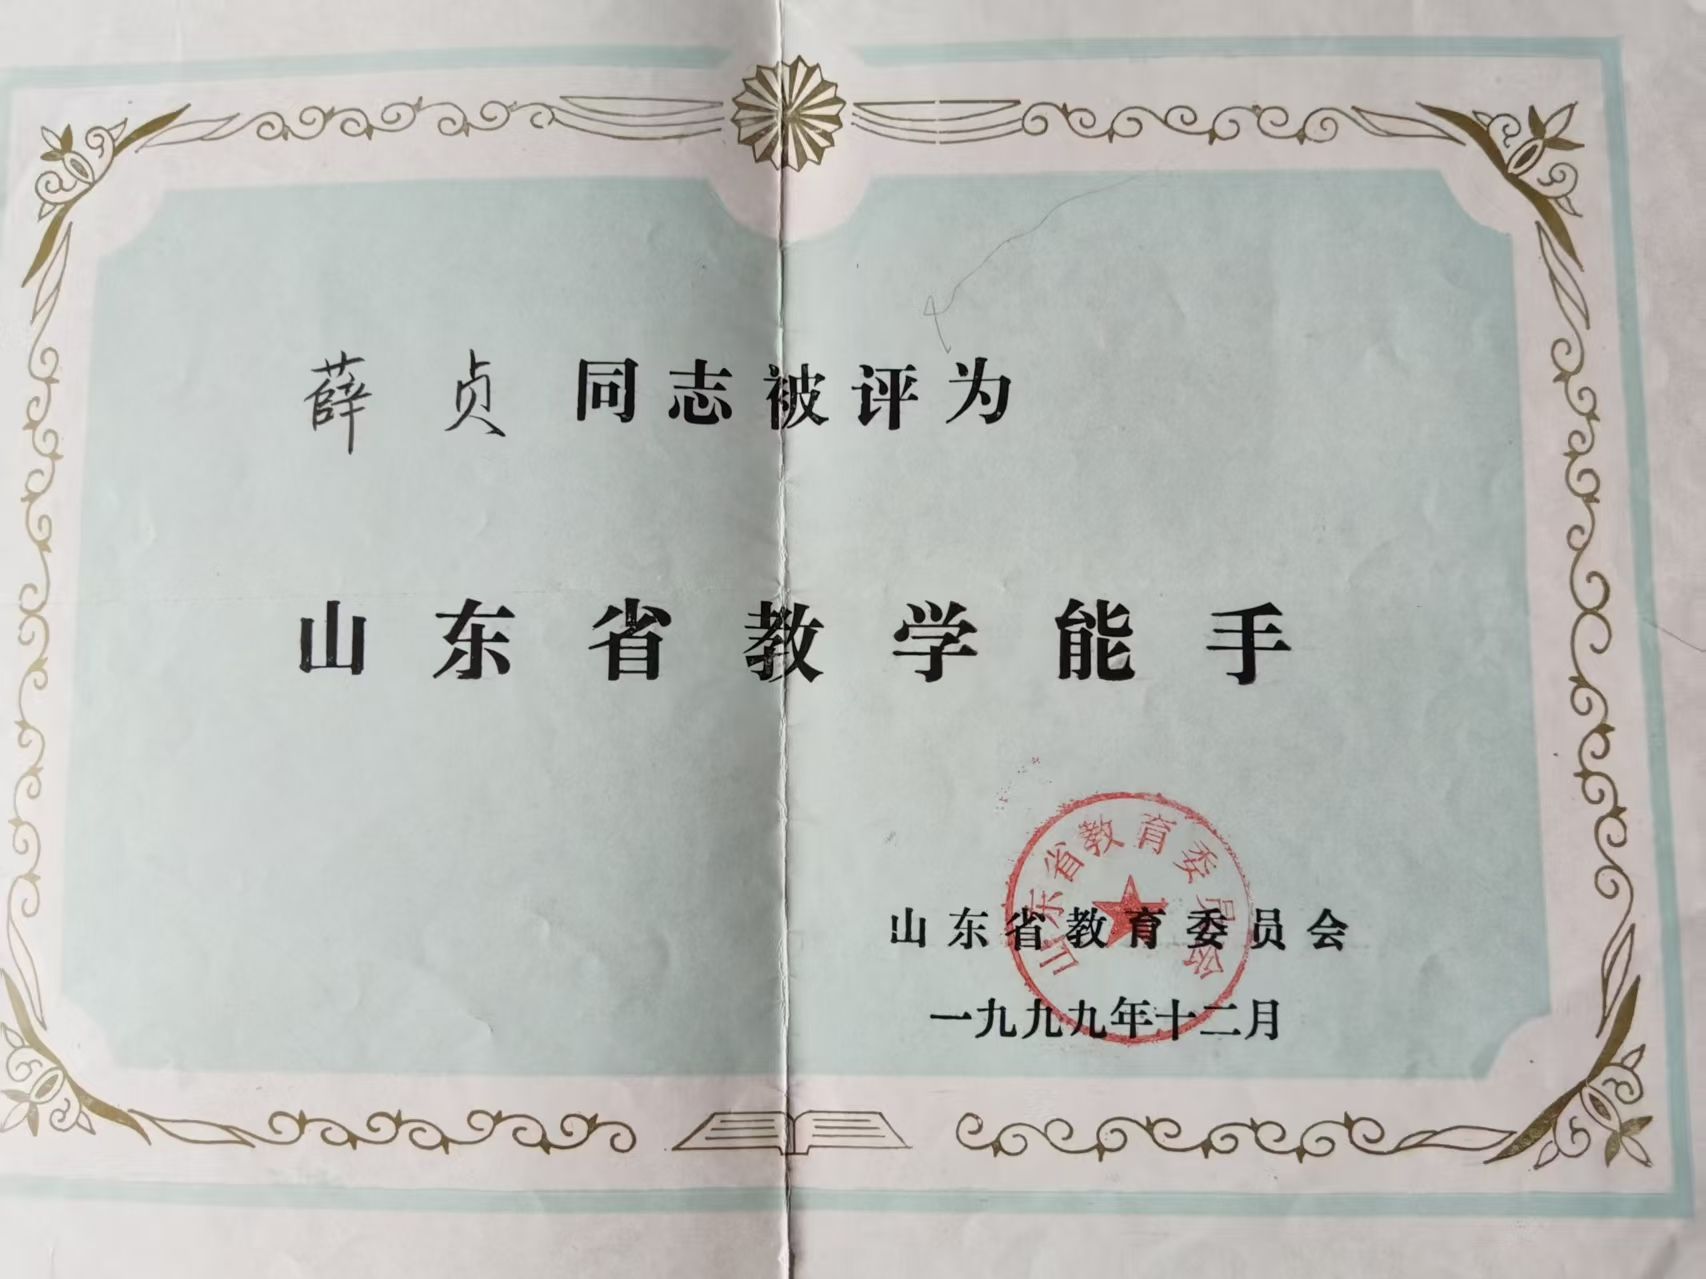 薛贞同志被评为
山东省教学能手
山东省教育委员会
山东省教育委员会
一九九九年十二月